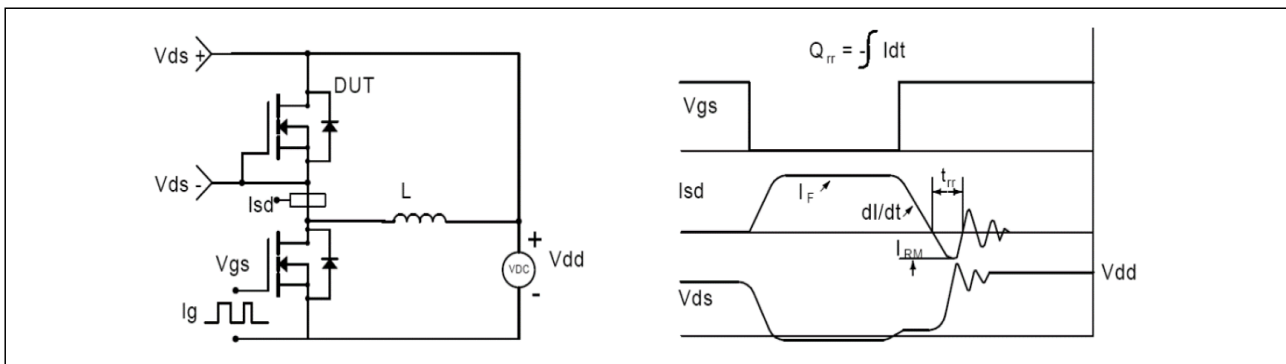 Vds +
DUT
Vds -
Isd
L
Vgs
Ig
+
VDC
-
Vdd
Q rr = -∫ Idt
Vgs
Isd
I F
t rr
dI/dt
I RM
Vds
Vdd